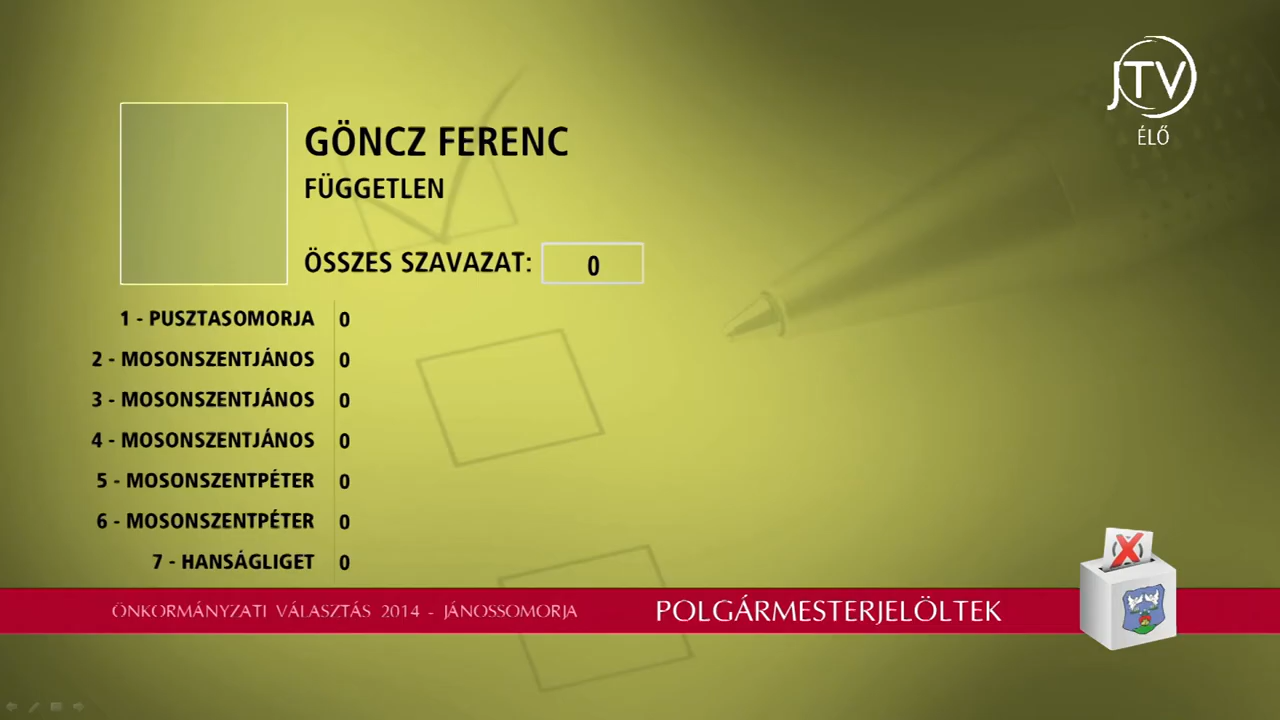 JTV
ÉLŐ
GÖNCZ FERENC
FÜGGETLEN
ÖSSZES SZAVAZAT: 0
1 - PUSZTASOMORJA 0
2 - MOSONSZENTJÁNOS 0
3 - MOSONSZENTJÁNOS 0
4 - MOSONSZENTJÁNOS 0
5 - MOSONSZENTPÉTER 0
6 - MOSONSZENTPÉTER 0
7 - HANSÁGLIGET 0
ÖNKORMÁNYZATI VÁLASZTÁS 2014 - JÁNOSSOMORJA POLGÁRMESTERJELÖLTEK